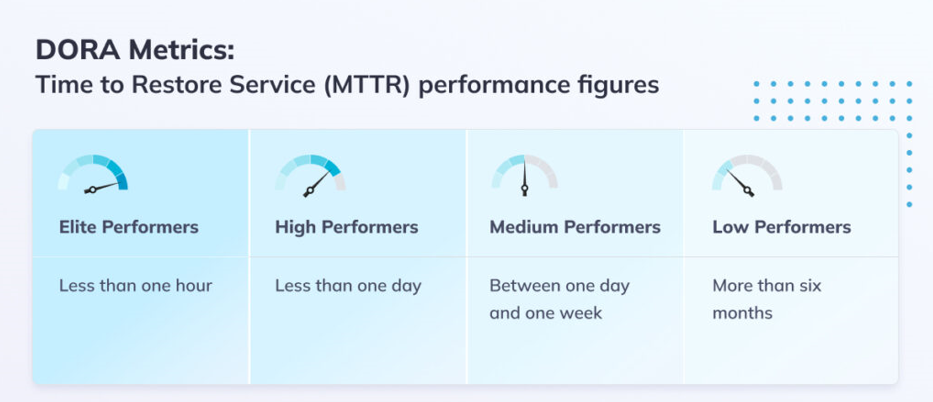 DORA Metrics:
Time to Restore Service (MTTR) performance figures
Elite Performers
High Performers
Medium Performers
Low Performers
Less than one hour
Less than one day
Between one day
and one week
More than six
months